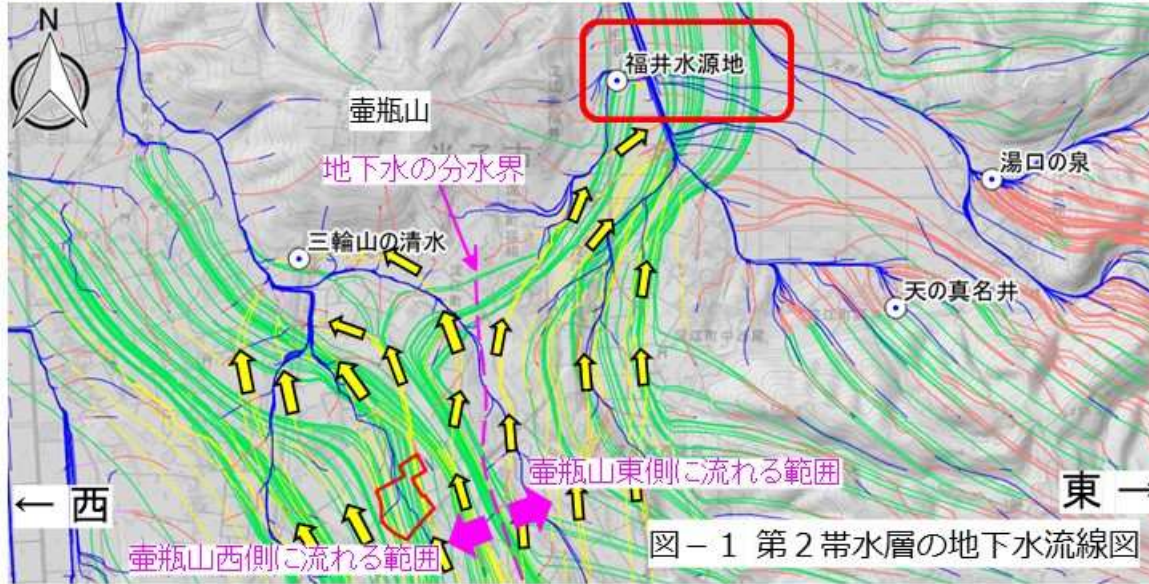 N
福井水源地
壷瓶山
湯口の泉
地下水の分水界
三輪山の清水
天の真名井
壷瓶山東側に流れる範囲
← 西
東 →
壷瓶山西側に流れる範囲
図－１ 第２帯水層の地下水流線図